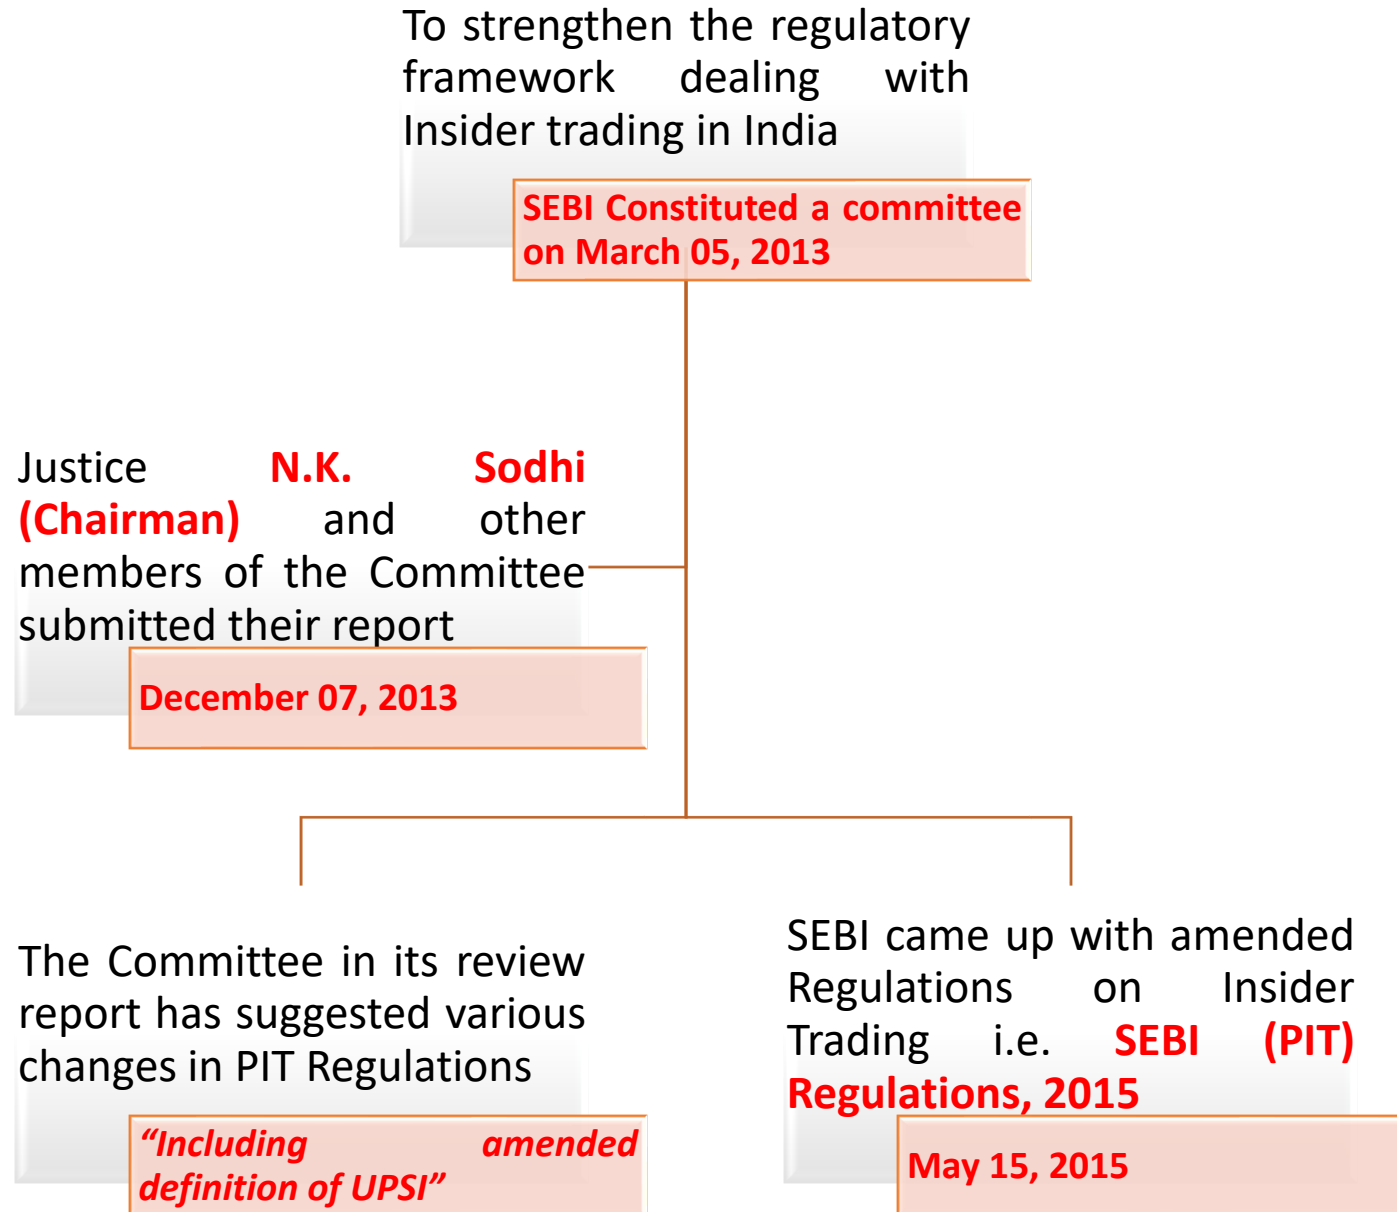 To strengthen the regulatory
framework dealing with
Insider trading in India
SEBI Constituted a committee
on March 05, 2013
Justice N.K. Sodhi
(Chairman) and other
members of the Committee
submitted their report
December 07, 2013
The Committee in its review
report has suggested various
changes in PIT Regulations
“Including amended
definition of UPSI”
SEBI came up with amended
Regulations on Insider
Trading i.e. SEBI (PIT)
Regulations, 2015
May 15, 2015